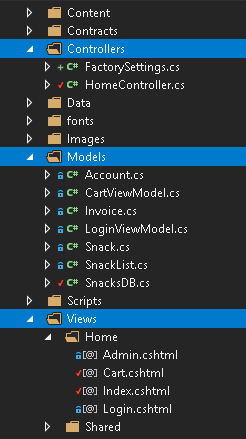 Content
Contracts
Controllers
+ C# FactorySettings.cs
C# HomeController.cs
Data
fonts
Images
Models
C# Account.cs
C# CartViewModel.cs
C# Invoice.cs
C# LoginViewModel.cs
C# Snack.cs
C# SnackList.cs
C# SnacksDB.cs
Scripts
Views
Home
[@] Admin.cshtml
[@] Cart.cshtml
[@] Index.cshtml
[@] Login.cshtml
Shared